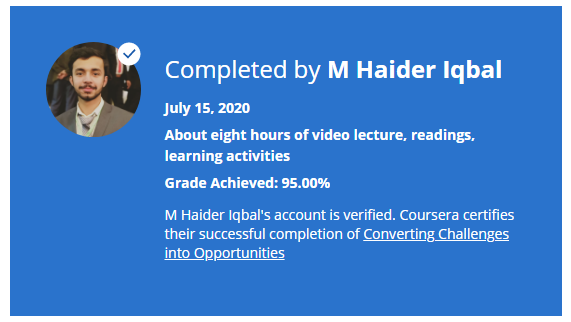 Completed by M Haider Iqbal
July 15, 2020
About eight hours of video lecture, readings,
learning activities
Grade Achieved: 95.00%
M Haider Iqbal's account is verified. Coursera certifies
their successful completion of Converting Challenges
into Opportunities